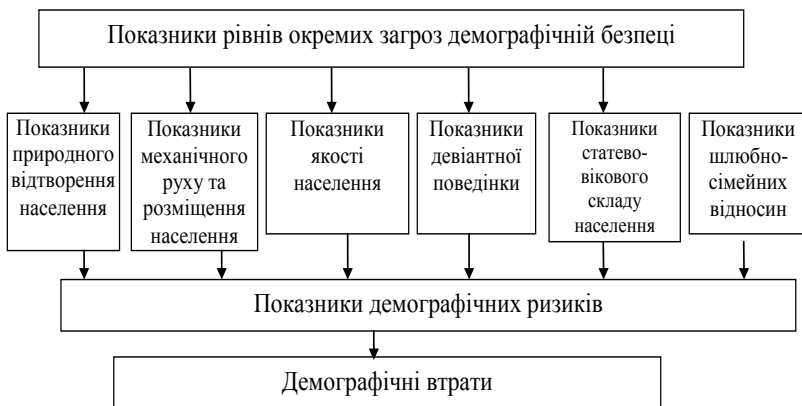 Показники рівнів окремих загроз демографічній безпеці
Показники
природного
відтворення
населення
Показники
механічного
руху та
розміщення
населення
Показники
якості
населення
Показники
девіантної
поведінки
Показники
статево-
вікового
складу
населення
Показники
шлюбно-
сімейних
відносин
Показники демографічних ризиків
Демографічні втрати